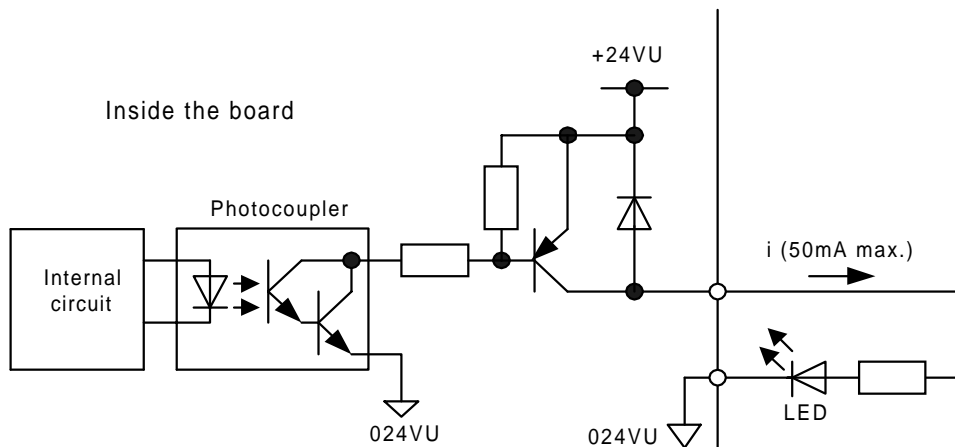 +24VU
Inside the board
Photocoupler
i (50mA max.)
Internal
circuit
LED
024VU
024VU